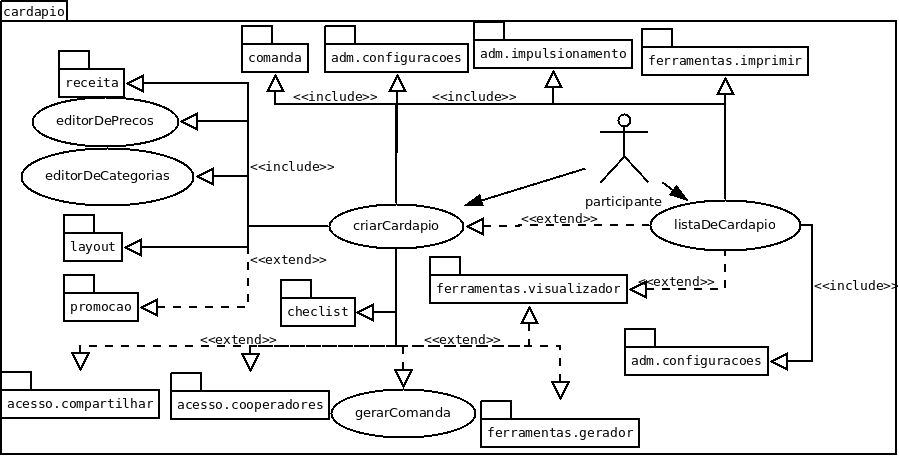 cardapio
comanda
adm.configuracoes
adm.impulsionamento
ferramentas.imprimir
receita
<<include>>
<<include>>
editorDePrecos
editorDeCategorias
<<include>>
participante
criarCardapio
<<extend>>
listaDeCardapio
layout
<<extend>>
promocao
checlist
ferramentas.visualizador
<<extend>>
<<include>>
<<extend>>
<<extend>>
adm.configuracoes
acesso.compartilhar
acesso.cooperadores
gerarComanda
ferramentas.gerador